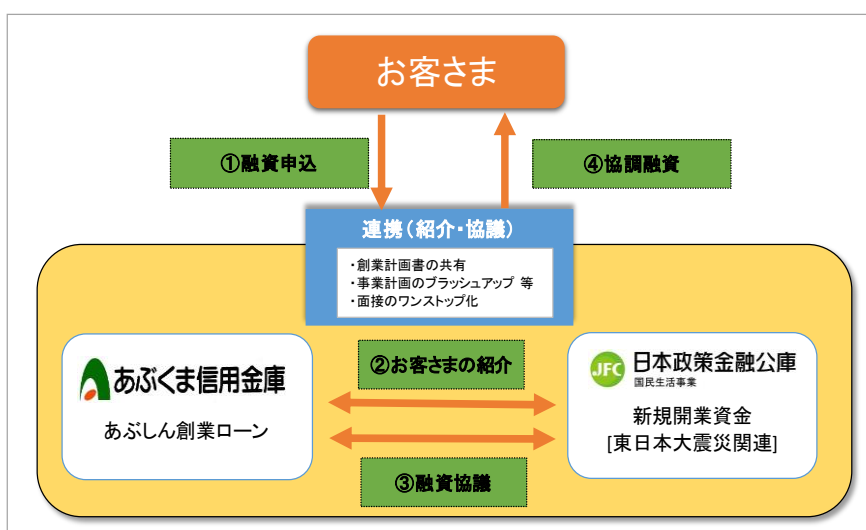 お客さま
①融資申込
④協調融資
連携（紹介・協議）
・創業計画書の共有
・事業計画のブラッシュアップ 等
・面接のワンストップ化
あぶくま信用金庫
あぶしん創業ローン
②お客さまの紹介
③融資協議
JFC 日本政策金融公庫
国民生活事業
新規開業資金
[東日本大震災関連]